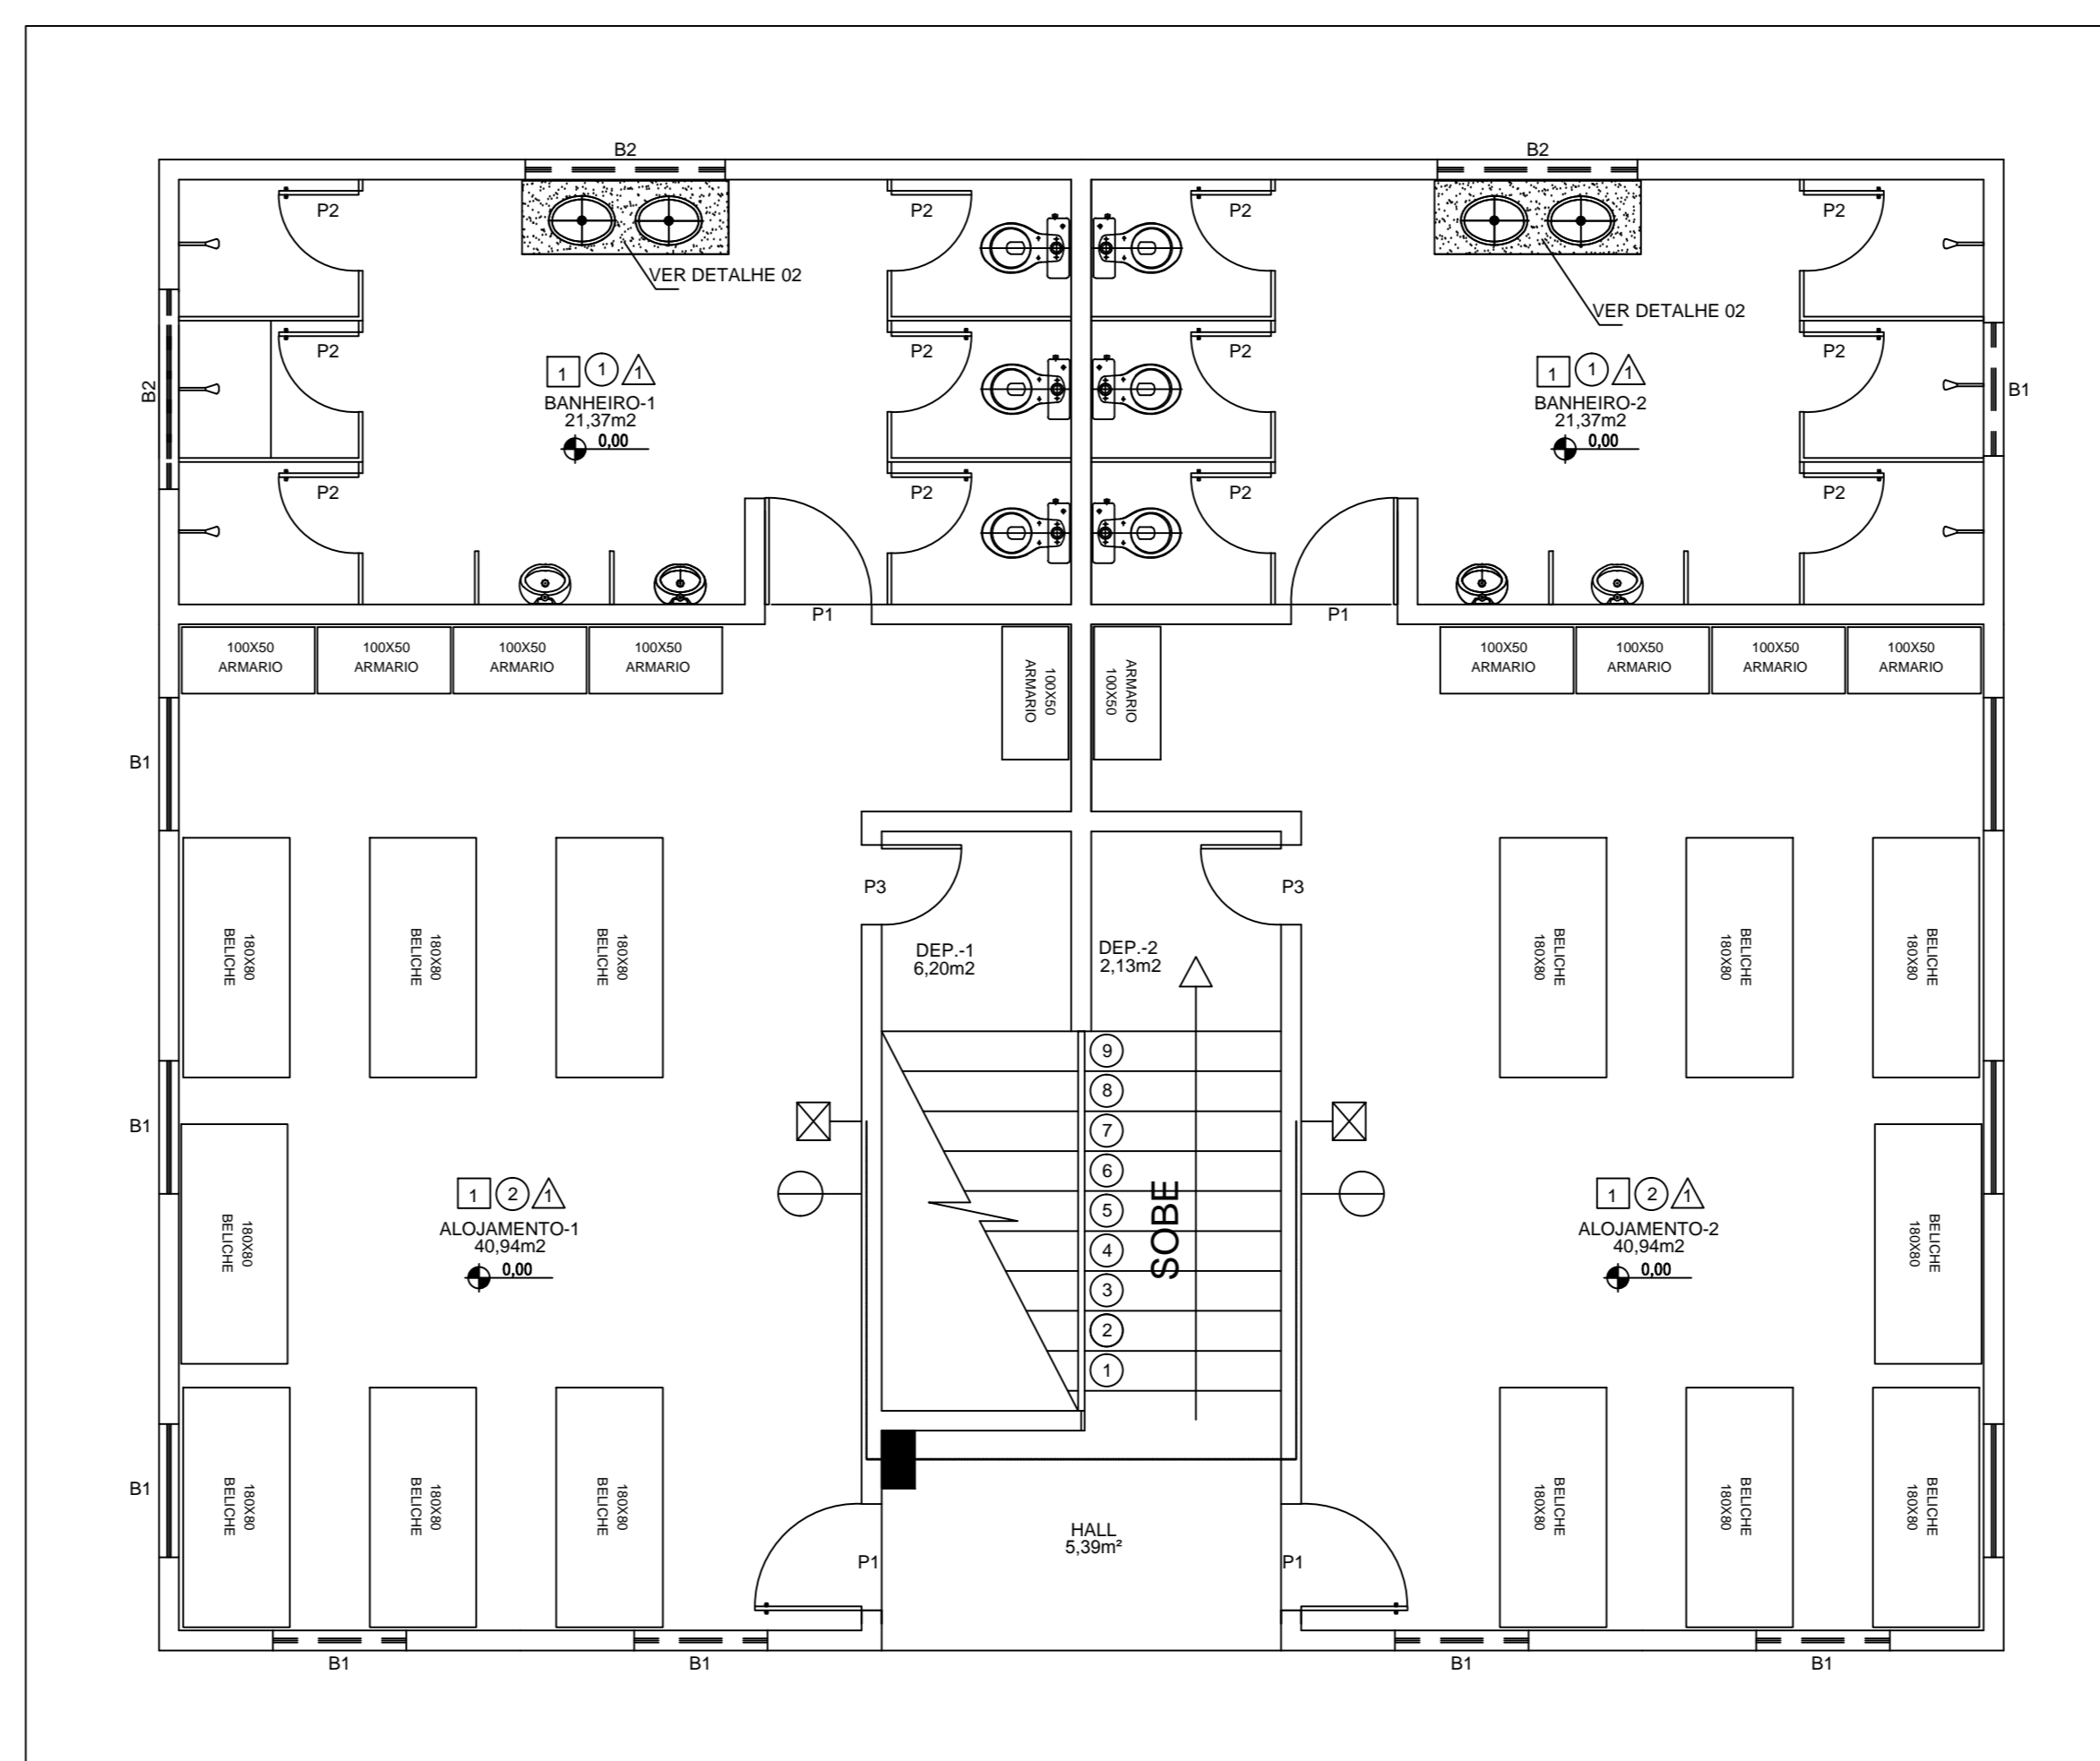 B2
B2
P2
P2
P2
P2
VER DETALHE 02
VER DETALHE 02
P2
P2
P2
P2
1 1 1
BANHEIRO-1
21,37m2
0,00
1 1 1
BANHEIRO-2
21,37m2
0,00
B2
B1
P2
P2
P2
P2
P1
P1
100X50
ARMARIO
100X50
ARMARIO
100X50
ARMARIO
100X50
ARMARIO
100X50
ARMARIO
ARMARIO
100X50
100X50
ARMARIO
100X50
ARMARIO
100X50
ARMARIO
100X50
ARMARIO
B1
P3
P3
180X80
BELICHE
180X80
BELICHE
180X80
BELICHE
DEP.-1
6,20m2
DEP.-2
2,13m2
BELICHE
180X80
BELICHE
180X80
BELICHE
180X80
9
8
7
6
5
4
3
2
1
SOBE
B1
180X80
BELICHE
1 2 1
ALOJAMENTO-1
40,94m2
0,00
1 2 1
ALOJAMENTO-2
40,94m2
0,00
BELICHE
180X80
B1
180X80
BELICHE
180X80
BELICHE
180X80
BELICHE
P1
HALL
5,39m²
P1
BELICHE
180X80
BELICHE
180X80
BELICHE
180X80
B1
B1
B1
B1